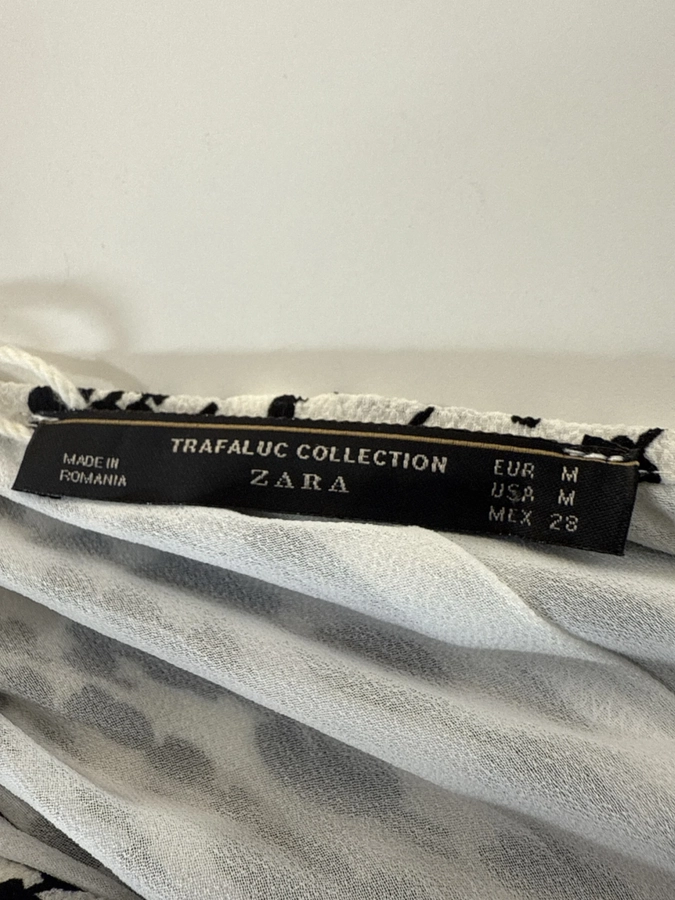 MADE IN
ROMANIA
TRAFALUC COLLECTION
ZARA
EUR M
USA M
MEX 28